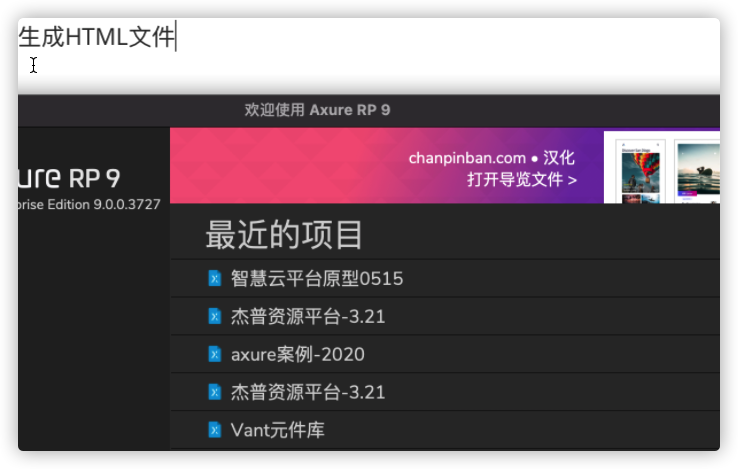 生成HTML文件
欢迎使用 Axure RP 9
ure RP 9
prise Edition 9.0.0.3727
chanpinban.com • 汉化
打开导览文件 >
最近的项目
智慧云平台原型0515
杰普资源平台-3.21
axure案例-2020
杰普资源平台-3.21
Vant元件库